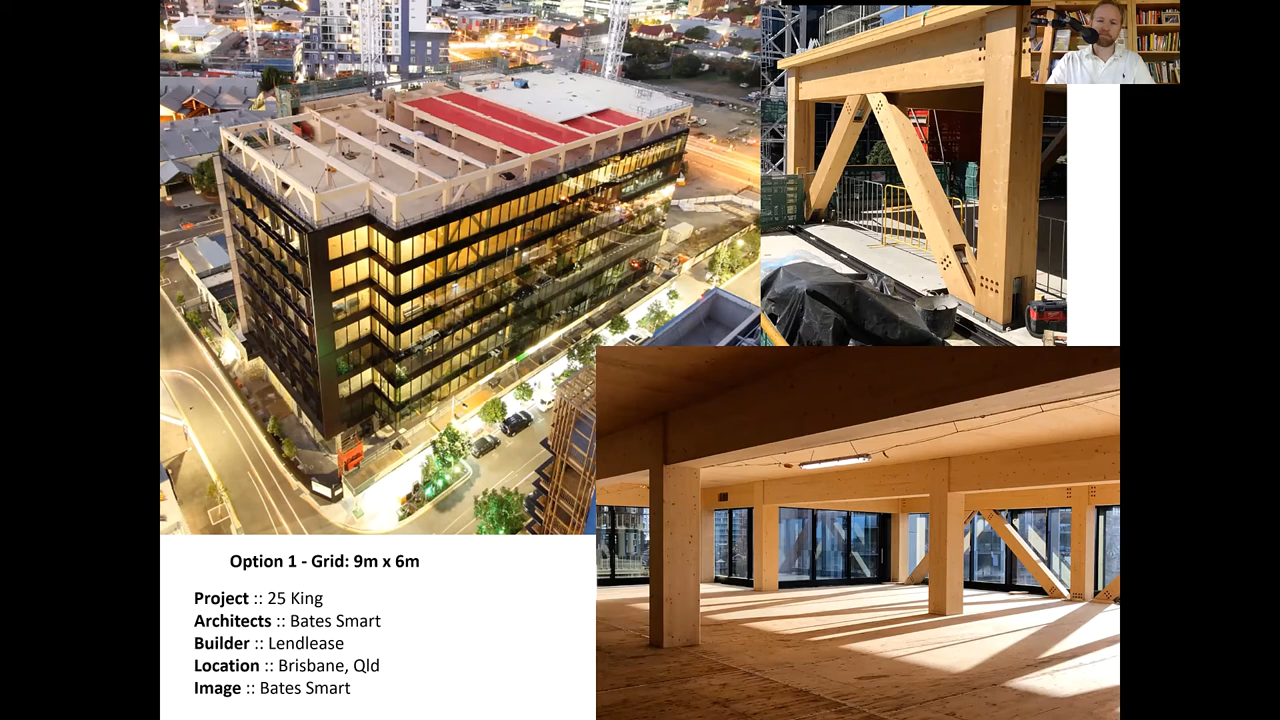 Option 1 - Grid: 9m x 6m
Project :: 25 King
Architects :: Bates Smart
Builder :: Lendlease
Location :: Brisbane, Qld
Image :: Bates Smart